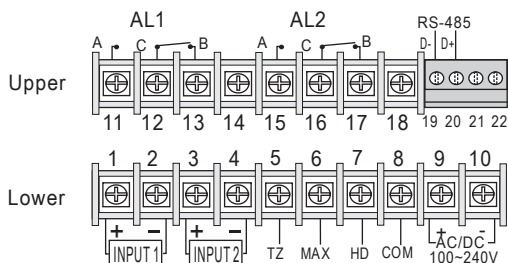 AL1 AL2 RS-485
A C B A C B D- D+
Upper
11 12 13 14 15 16 17 18 19 20 21 22
1 2 3 4 5 6 7 8 9 10
Lower
+ − + − + -
INPUT 1 INPUT 2 TZ MAX HD COM AC/DC
100~240V